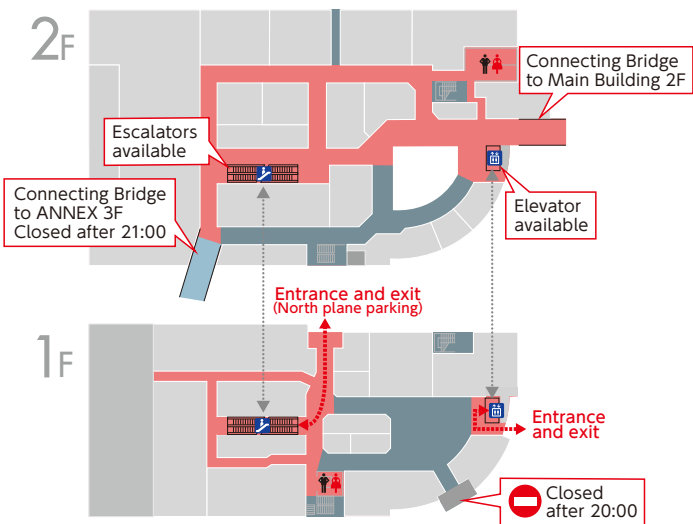 2F
Connecting Bridge
to Main Building 2F
Escalators
available
Connecting Bridge
to ANNEX 3F
Closed after 21:00
Elevator
available
Entrance and exit
(North plane parking)
1F
Entrance
and exit
Closed
after 20:00